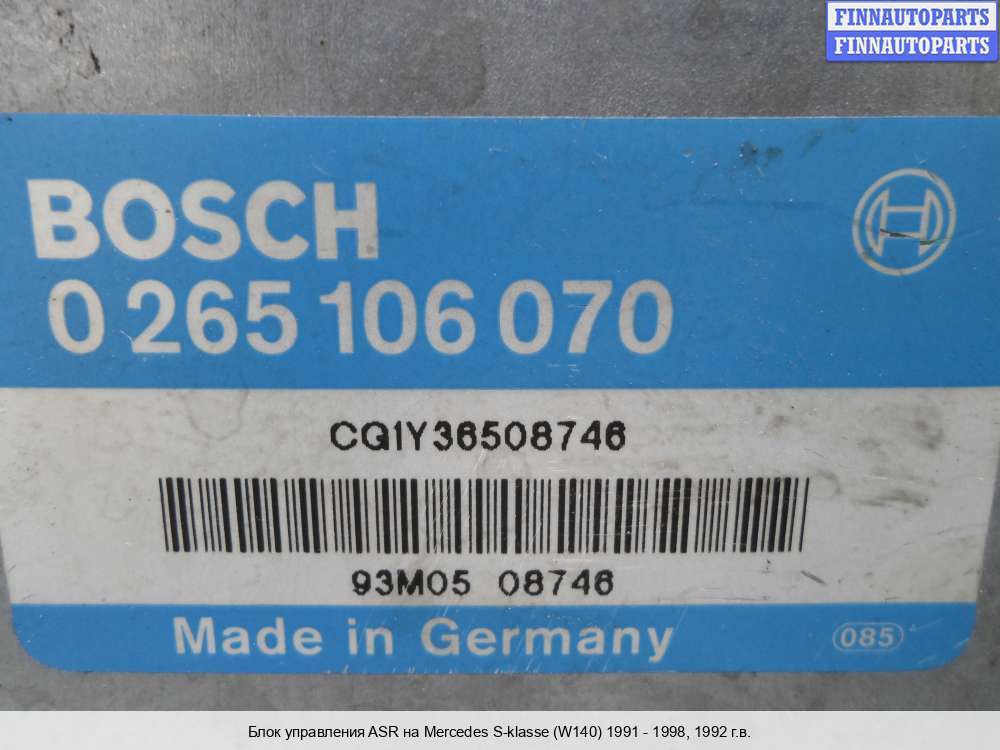 FINNAUTOPARTS
FINNAUTOPARTS
BOSCH
0 265 106 070
CQ1Y36508746
93M05 08746
Made in Germany
085
Блок управления ASR на Mercedes S-klasse (W140) 1991 - 1998, 1992 г.в.